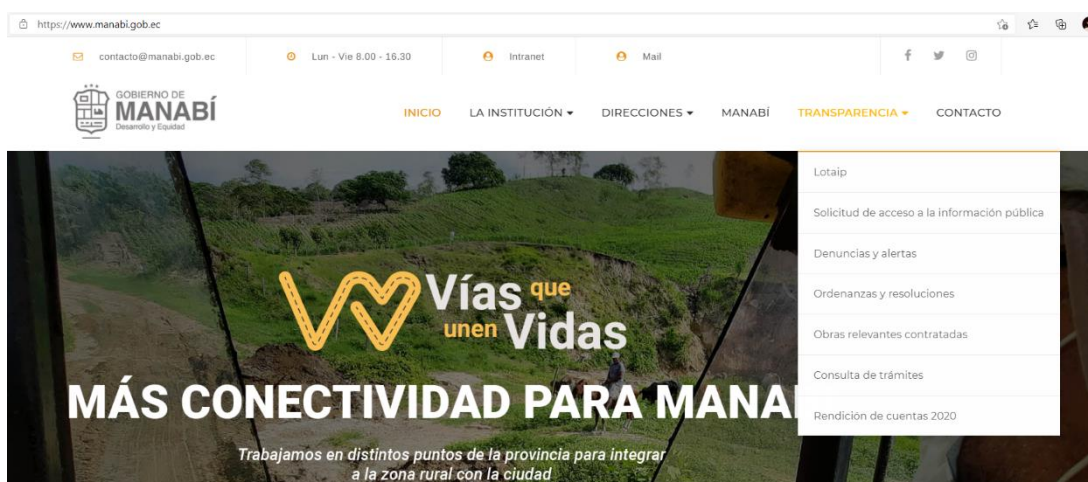 https://www.manabi.gob.ec
contacto@manabi.gob.ec Lun - Vie 8.00 - 16.30 Intranet Mail
GOBIERNO DE
MANABÍ
Desarrollo y Equidad
INICIO LA INSTITUCIÓN DIRECCIONES MANABÍ TRANSPARENCIA CONTACTO
Lotaip
Solicitud de acceso a la información pública
Denuncias y alertas
Ordenanzas y resoluciones
Obras relevantes contratadas
Consulta de trámites
Rendición de cuentas 2020
Vías que
unen Vidas
MÁS CONECTIVIDAD PARA MANA
Trabajamos en distintos puntos de la provincia para integrar
a la zona rural con la ciudad